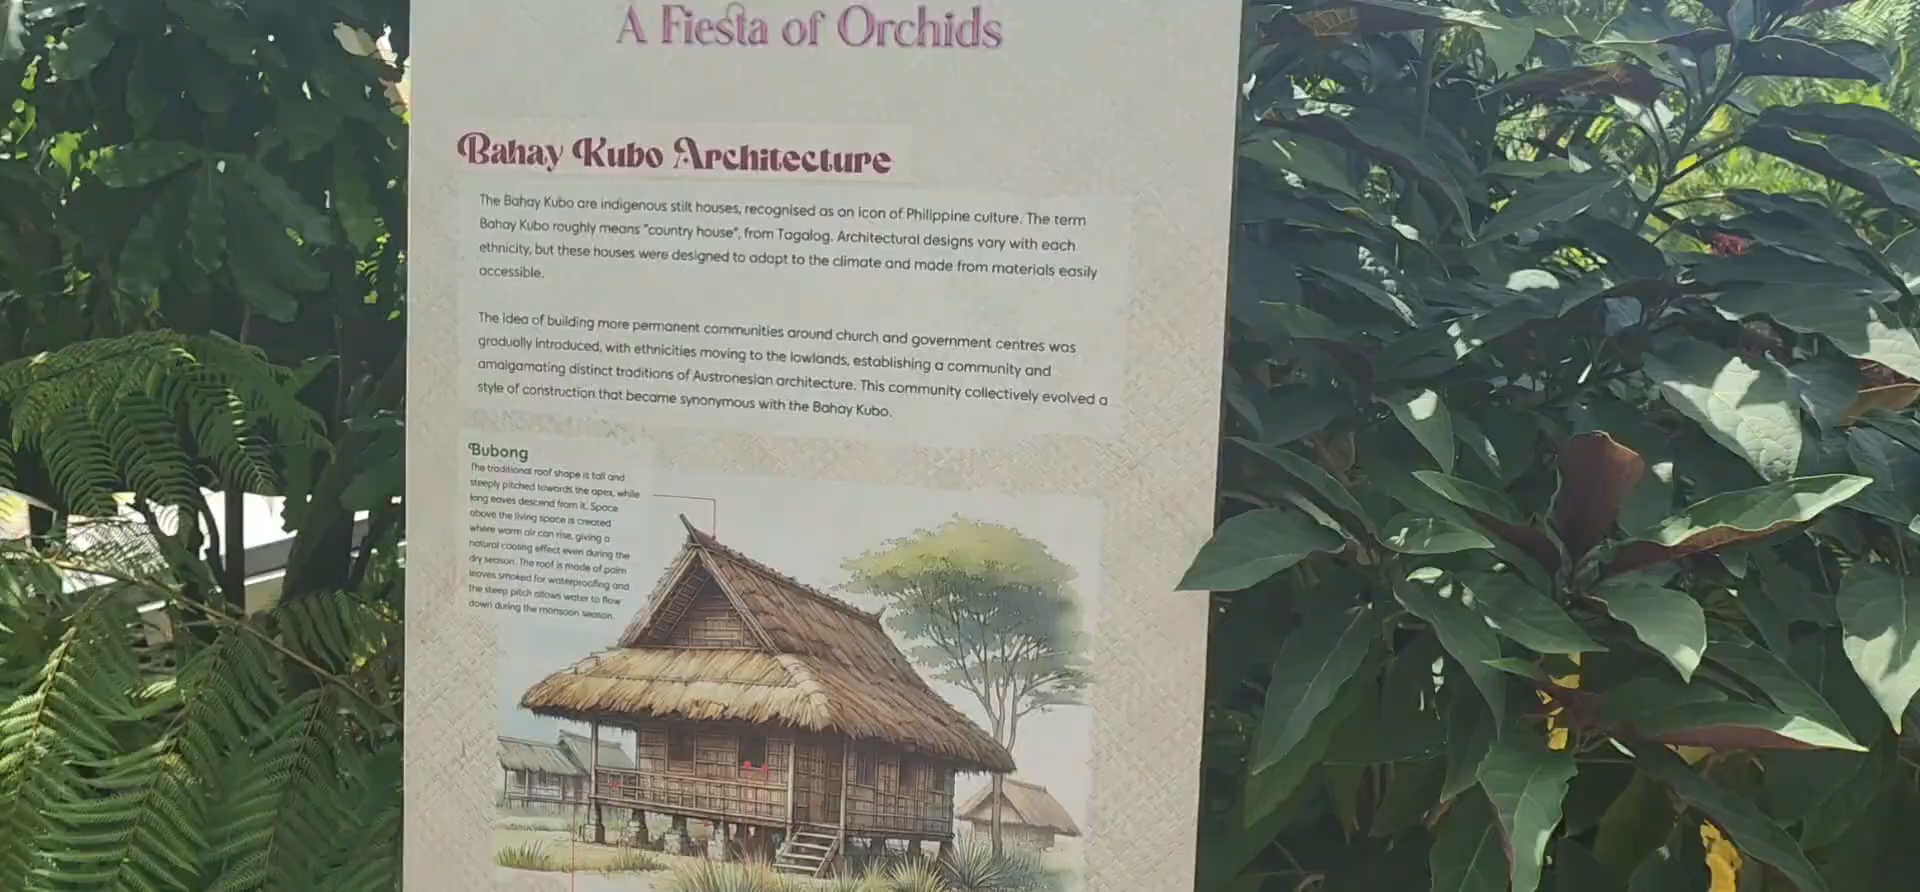 A Fiesta of Orchids
Bahay Kubo Architecture
The Bahay Kubo are indigenous stilt houses, recognised as an icon of Philippine culture. The term
Bahay Kubo roughly means "country house", from Tagalog. Architectural designs vary with each
ethnicity, but these houses were designed to adapt to the climate and made from materials easily
accessible.
The idea of building more permanent communities around church and government centres was
gradually introduced, with ethnicities moving to the lowlands, establishing a community and
amalgamating distinct traditions of Austronesian architecture. This community collectively evolved a
style of construction that became synonymous with the Bahay Kubo.
Bubong
The traditional roof shape is tall and
steeply pitched towards the apex, while
long eaves descend from it. Space
above the living space is created
where warm air can rise, giving a
natural cooling effect even during the
dry season. The roof is made of palm
leaves smoked for waterproofing and
the steep pitch allows water to flow
down during the monsoon season.